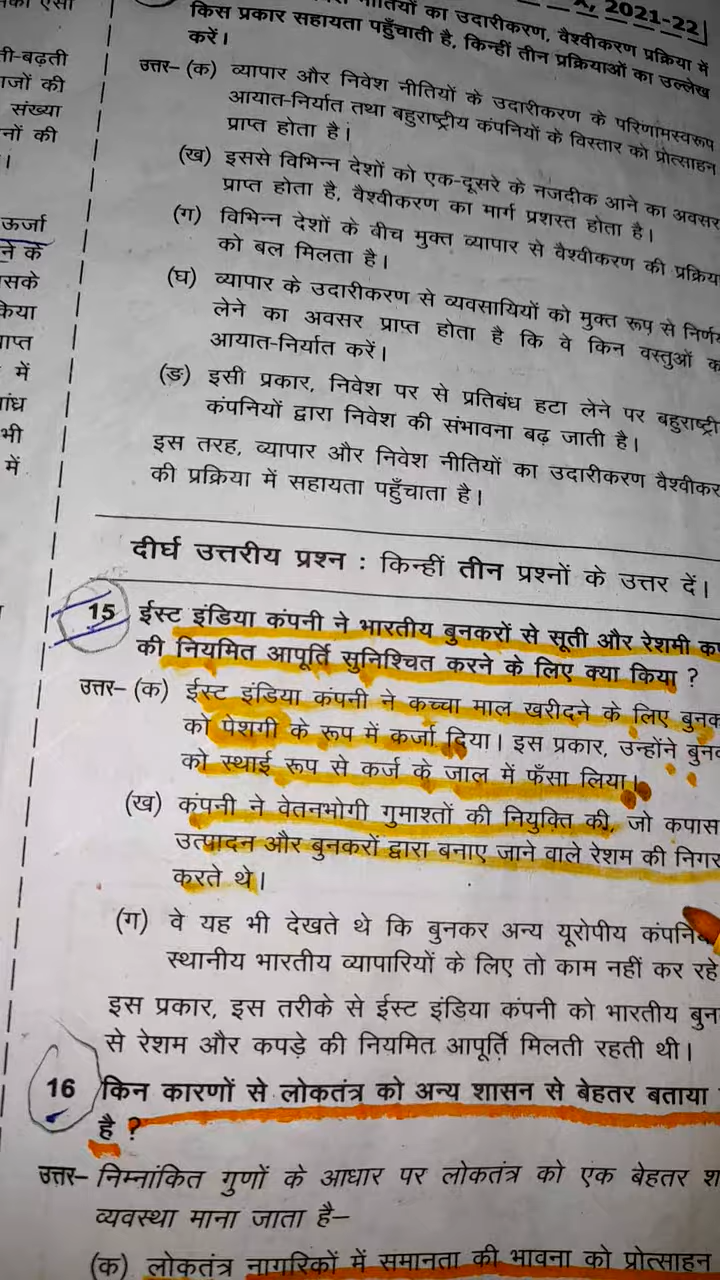 X, 2021-22
नीतियों का उदारीकरण, वैश्वीकरण प्रक्रिया में
किस प्रकार सहायता पहुँचाती है, किन्हीं तीन प्रक्रियाओं का उल्लेख
करें।
उत्तर– (क) व्यापार और निवेश नीतियों के उदारीकरण के परिणामस्वरूप
आयात-निर्यात तथा बहुराष्ट्रीय कंपनियों के विस्तार को प्रोत्साहन
प्राप्त होता है।
(ख) इससे विभिन्न देशों को एक-दूसरे के नजदीक आने का अवसर
प्राप्त होता है, वैश्वीकरण का मार्ग प्रशस्त होता है।
(ग) विभिन्न देशों के बीच मुक्त व्यापार से वैश्वीकरण की प्रक्रिया
को बल मिलता है।
(घ) व्यापार के उदारीकरण से व्यवसायियों को मुक्त रूप से
लेने का अवसर प्राप्त होता है कि वे किन वस्तुओं
आयात-निर्यात करें।
(ङ) इसी प्रकार, निवेश पर से प्रतिबंध हटा लेने पर
कंपनियों द्वारा निवेश की संभावना बढ़ जाती है।
इस तरह, व्यापार और निवेश नीतियों का उदारीकरण
की प्रक्रिया में सहायता पहुँचाता है।
दीर्घ उत्तरीय प्रश्न : किन्हीं तीन प्रश्नों के उत्तर दें।
15 ईस्ट इंडिया कंपनी ने भारतीय बुनकरों से सूती और रेशमी
की नियमित आपूर्ति सुनिश्चित करने के लिए क्या किया ?
उत्तर– (क) ईस्ट इंडिया कंपनी ने कच्चा माल खरीदने के लिए
को पेशगी के रूप में कर्जा दिया। इस प्रकार, उन्होंने
को स्थाई रूप से कर्ज के जाल में फँसा लिया।
(ख) कंपनी ने वेतनभोगी गुमाश्तों की नियुक्ति की, जो कपास
उत्पादन और बुनकरों द्वारा बनाए जाने वाले रेशम की
करते थे।
(ग) वे यह भी देखते थे कि बुनकर अन्य यूरोपीय
स्थानीय भारतीय व्यापारियों के लिए तो काम नहीं कर रहे
इस प्रकार, इस तरीके से ईस्ट इंडिया कंपनी को भारतीय
से रेशम और कपड़े की नियमित आपूर्ति मिलती रहती थी।
16 किन कारणों से लोकतंत्र को अन्य शासन से बेहतर बताया
है ?
उत्तर– निम्नांकित गुणों के आधार पर लोकतंत्र को एक बेहतर
व्यवस्था माना जाता है–
(क) लोकतंत्र नागरिकों में समानता की भावना को प्रोत्साहन